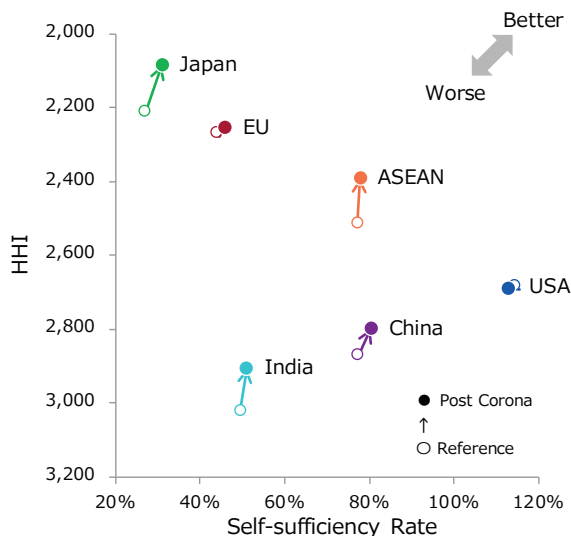 Better
Worse
2,000
2,200
2,400
2,600
2,800
3,000
3,200
HHI
Japan
EU
ASEAN
USA
China
India
● Post Corona
↑
○ Reference
20% 40% 60% 80% 100% 120%
Self-sufficiency Rate